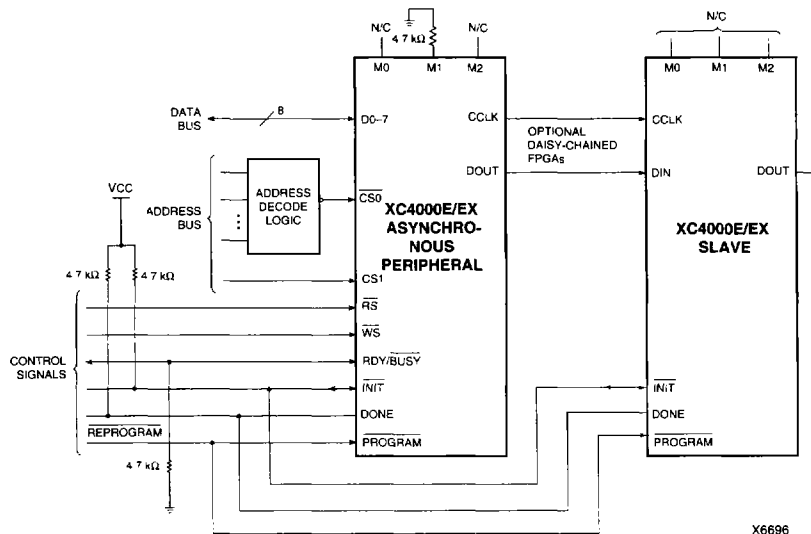 N/C
4.7 kΩ
N/C
N/C
M0
M1
M2
M0
M1
M2
DATA
BUS
8
D0–7
CCLK
OPTIONAL
DAISY-CHAINED
FPGAs
CCLK
DOUT
DIN
DOUT
VCC
ADDRESS
BUS
ADDRESS
DECODE
LOGIC
CS0
XC4000E/EX
ASYNCHRO-
NOUS
PERIPHERAL
XC4000E/EX
SLAVE
4.7 kΩ
4.7 kΩ
CS1
RS
WS
CONTROL
SIGNALS
RDY/BUSY
INIT
INIT
DONE
DONE
REPROGRAM
PROGRAM
PROGRAM
4.7 kΩ
X6696